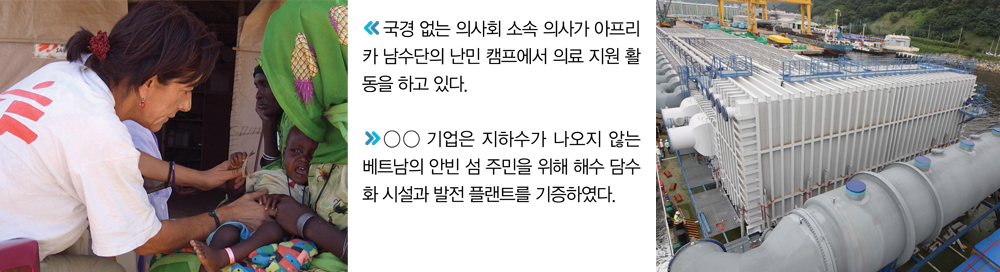 ≪ 국경 없는 의사회 소속 의사가 아프리
카 남수단의 난민 캠프에서 의료 지원 활
동을 하고 있다.
≫ ○○ 기업은 지하수가 나오지 않는
베트남의 안빈 섬 주민을 위해 해수 담수
화 시설과 발전 플랜트를 기증하였다.